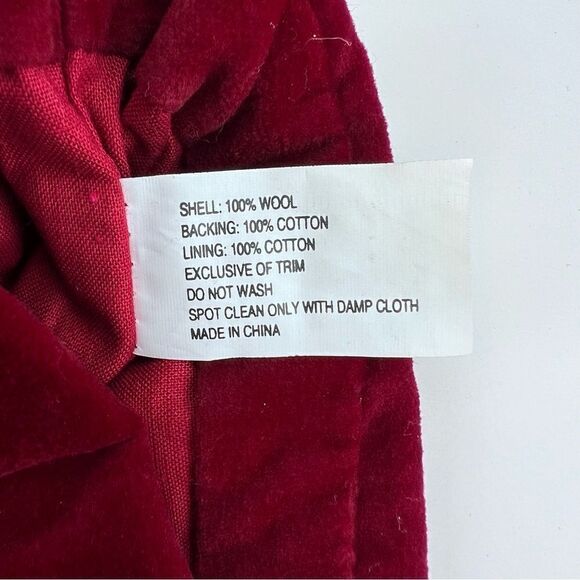 SHELL: 100% WOOL
BACKING: 100% COTTON
LINING: 100% COTTON
EXCLUSIVE OF TRIM
DO NOT WASH
SPOT CLEAN ONLY WITH DAMP CLOTH
MADE IN CHINA